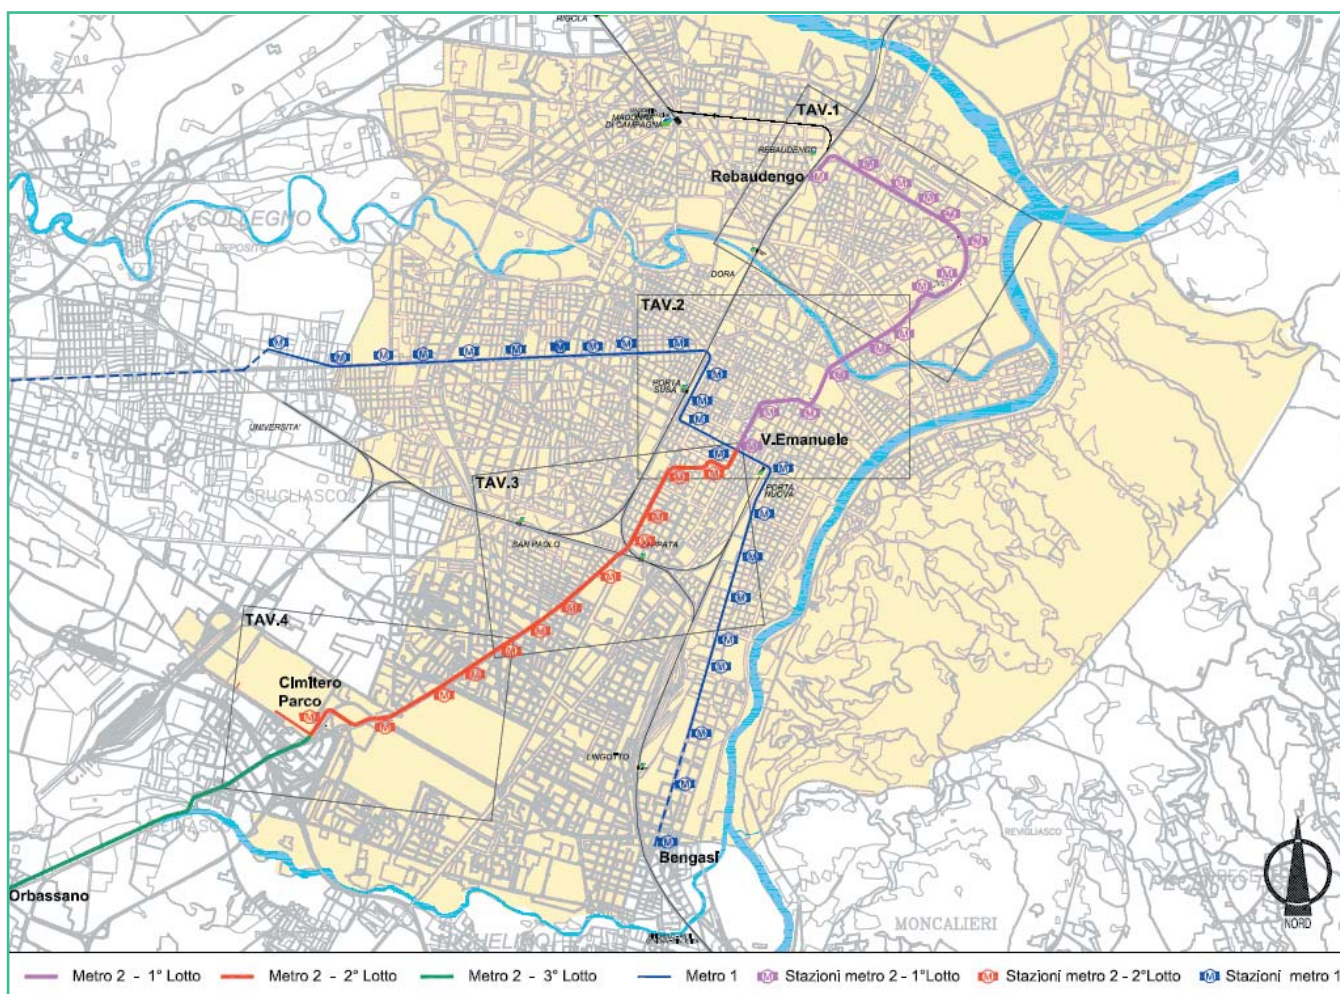 RIGOLA
TAV.1
MADONNA
DI CAMPAGNA
REBAUDENGO
Rebaudengo
COLLEGNO
DEPOSITO
DORA
TAV.2
PORTA
SUSA
UNIVERSITA'
V.Emanuele
TAV.3
GRUGLIASCO
PORTA
NUOVA
SAN PAOLO
ZAPPATA
TAV.4
Cimitero
Parco
LINGOTTO
BEINASCO
Bengasi
REVIGLIASCO
Orbassano
MONCALIERI
PECETTO T
NORD
Metro 2 - 1° Lotto
Metro 2 - 2° Lotto
Metro 2 - 3° Lotto
Metro 1
Stazioni metro 2 - 1°Lotto
Stazioni metro 2 - 2°Lotto
Stazioni metro 1